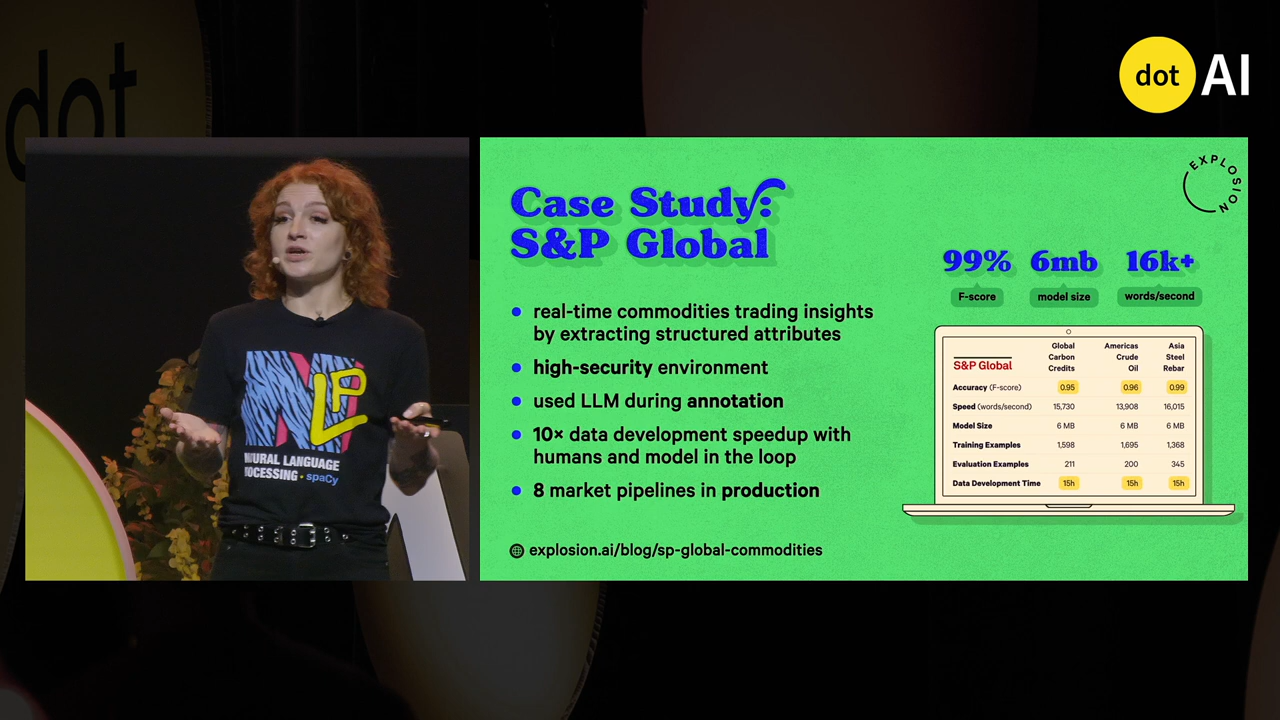 dot
dot AI
NLP
NATURAL LANGUAGE
PROCESSING • spaCy
Case Study:
S&P Global
EXPLOSION
• real-time commodities trading insights
by extracting structured attributes
• high-security environment
• used LLM during annotation
• 10× data development speedup with
humans and model in the loop
• 8 market pipelines in production
explosion.ai/blog/sp-global-commodities
99% 6mb 16k+
F-score model size words/second
S&P Global
Global Carbon Credits Americas Crude Oil Asia Steel Rebar
Accuracy (F-score) 0.95 0.96 0.99
Speed (words/second) 15,730 13,908 16,015
Model Size 6 MB 6 MB 6 MB
Training Examples 1,598 1,695 1,368
Evaluation Examples 211 200 345
Data Development Time 15h 15h 15h